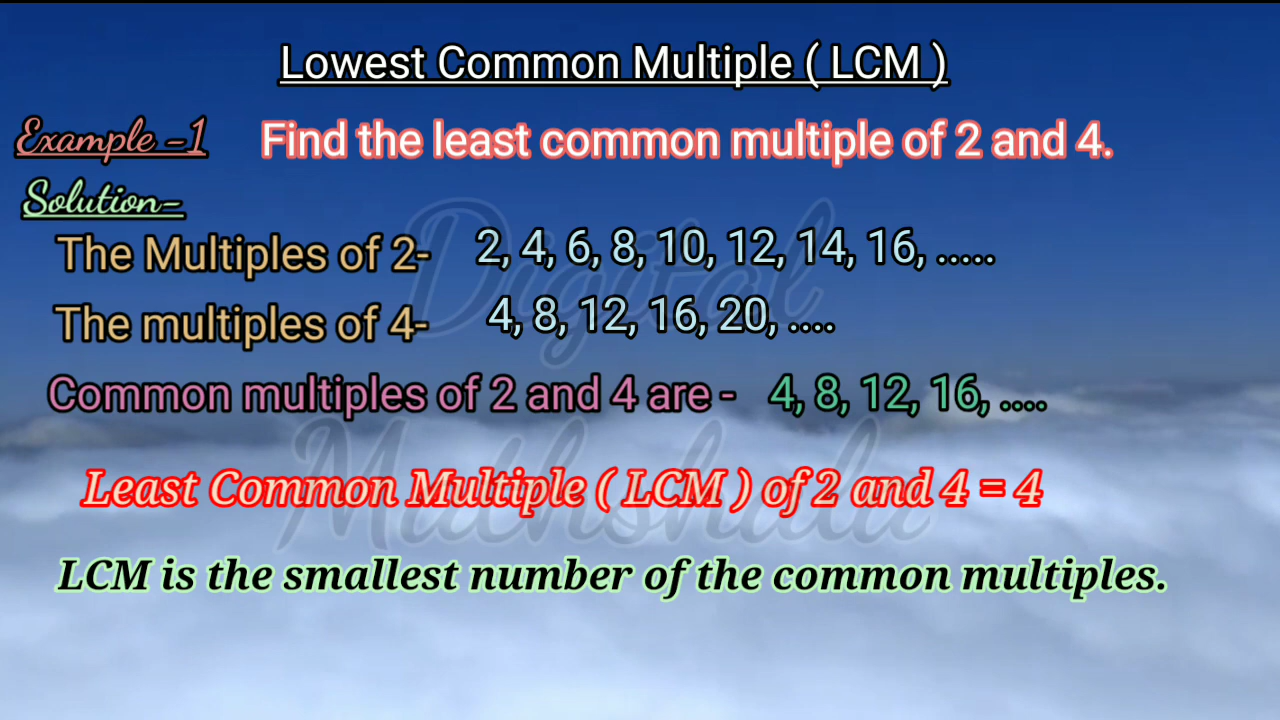 Lowest Common Multiple ( LCM )
Example -1 Find the least common multiple of 2 and 4.
Solution-
The Multiples of 2- 2, 4, 6, 8, 10, 12, 14, 16, .....
The multiples of 4- 4, 8, 12, 16, 20, ....
Common multiples of 2 and 4 are - 4, 8, 12, 16, ....
Least Common Multiple ( LCM ) of 2 and 4 = 4
LCM is the smallest number of the common multiples.
Digital
Mathshala